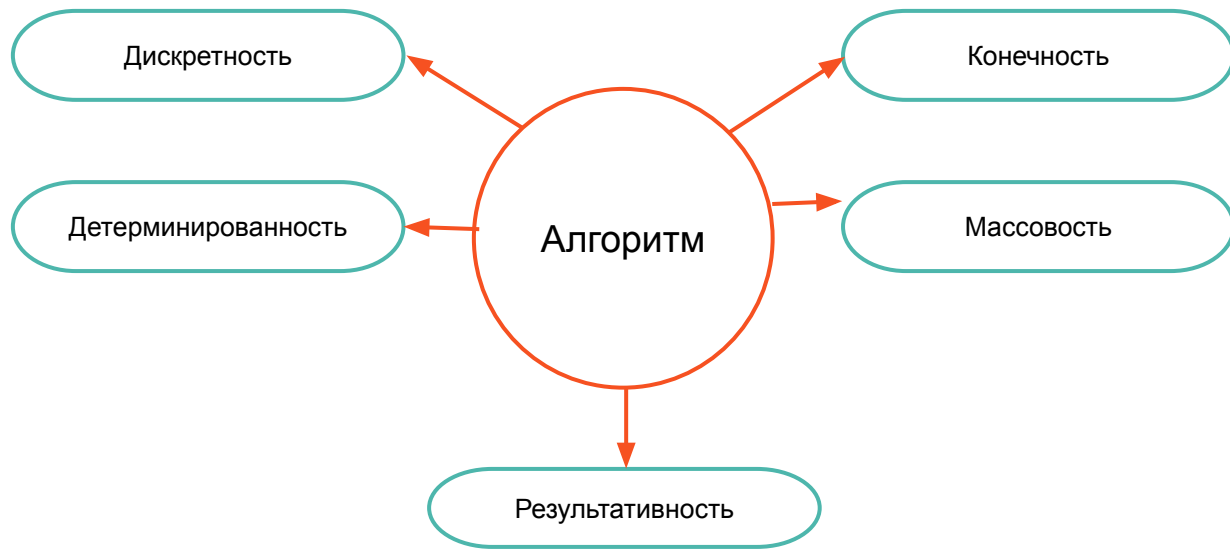 Дискретность
Конечность
Детерминированность
Массовость
Алгоритм
Результативность